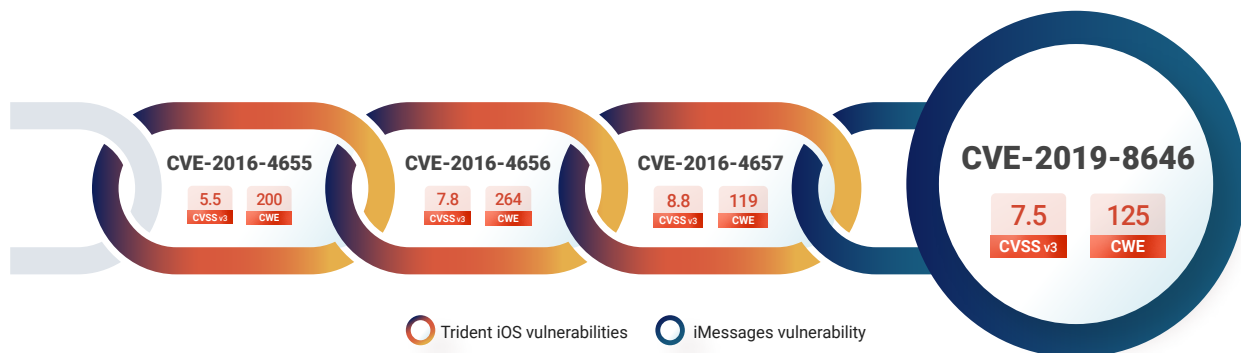 CVE-2016-4655
5.5 200
CVSS v3 CWE
CVE-2016-4656
7.8 264
CVSS v3 CWE
CVE-2016-4657
8.8 119
CVSS v3 CWE
CVE-2019-8646
7.5 125
CVSS v3 CWE
Trident iOS vulnerabilities
iMessages vulnerability